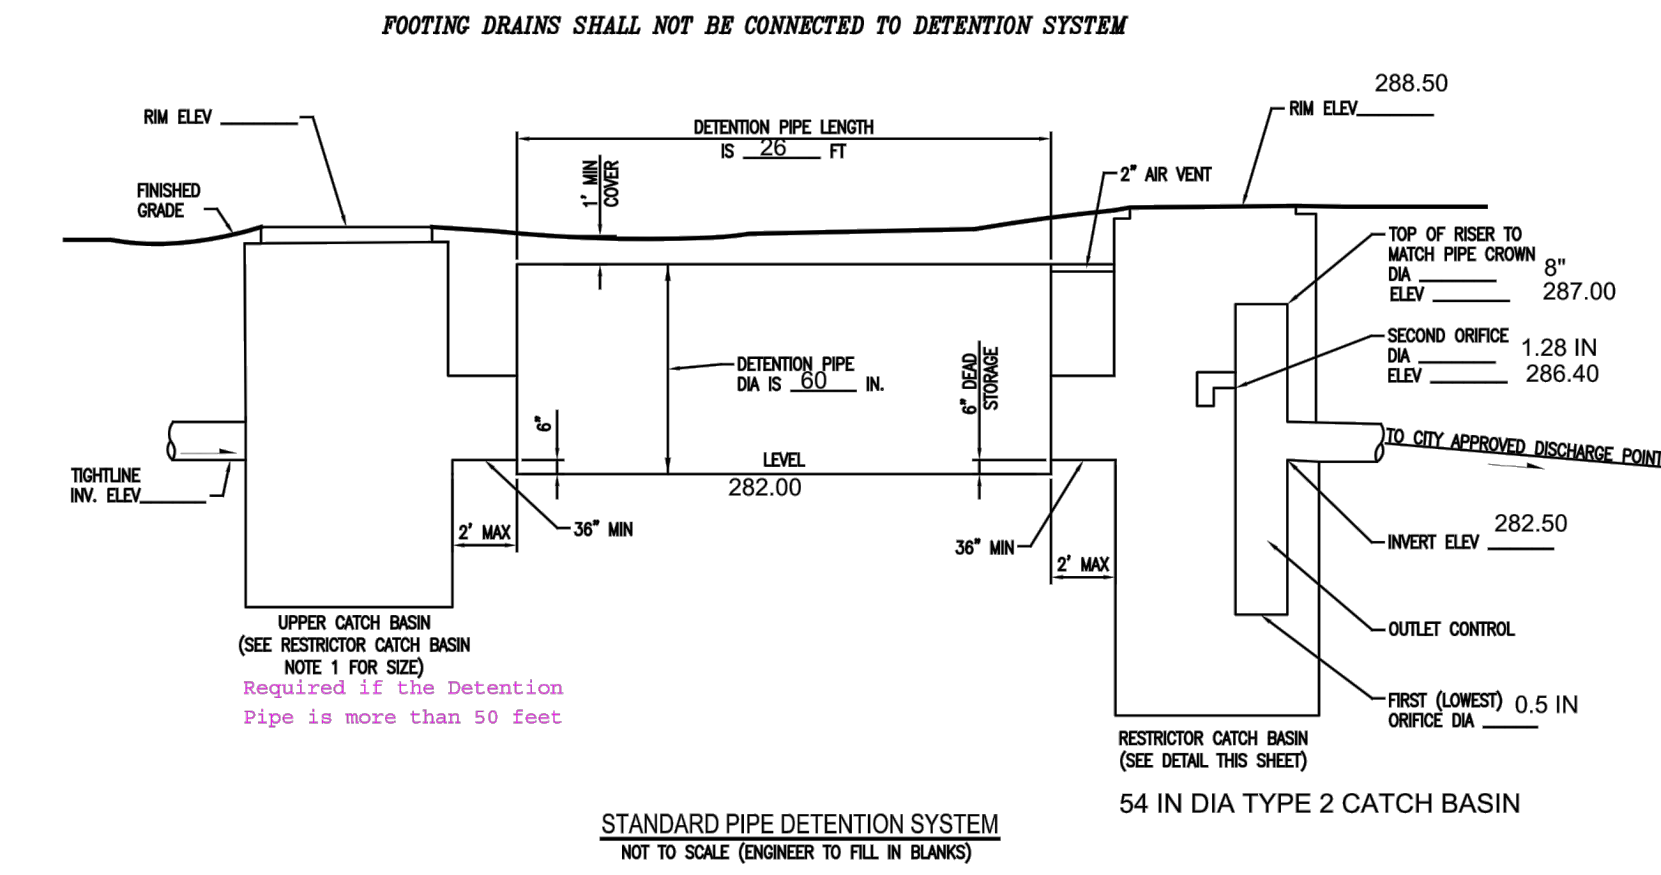 FOOTING DRAINS SHALL NOT BE CONNECTED TO DETENTION SYSTEM
288.50
RIM ELEV
RIM ELEV
DETENTION PIPE LENGTH
IS 26 FT
1' MIN
COVER
2" AIR VENT
FINISHED
GRADE
TOP OF RISER TO
MATCH PIPE CROWN
DIA 8"
ELEV 287.00
SECOND ORIFICE
DIA 1.28 IN
ELEV 286.40
DETENTION PIPE
DIA IS 60 IN.
6" DEAD
STORAGE
6"
LEVEL
282.00
TO CITY APPROVED DISCHARGE POINT
TIGHTLINE
INV. ELEV
2' MAX
36" MIN
36" MIN
2' MAX
282.50
INVERT ELEV
UPPER CATCH BASIN
(SEE RESTRICTOR CATCH BASIN
NOTE 1 FOR SIZE)
Required if the Detention
Pipe is more than 50 feet
OUTLET CONTROL
FIRST (LOWEST) 0.5 IN
ORIFICE DIA
RESTRICTOR CATCH BASIN
(SEE DETAIL THIS SHEET)
54 IN DIA TYPE 2 CATCH BASIN
STANDARD PIPE DETENTION SYSTEM
NOT TO SCALE (ENGINEER TO FILL IN BLANKS)